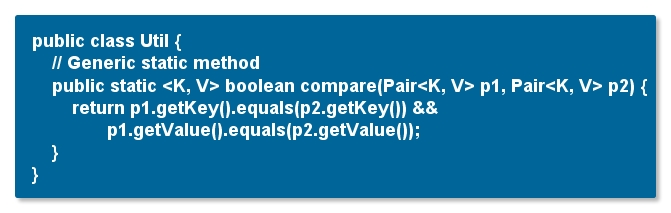 public class Util {
// Generic static method
public static <K, V> boolean compare(Pair<K, V> p1, Pair<K, V> p2) {
return p1.getKey().equals(p2.getKey()) &&
p1.getValue().equals(p2.getValue());
}
}